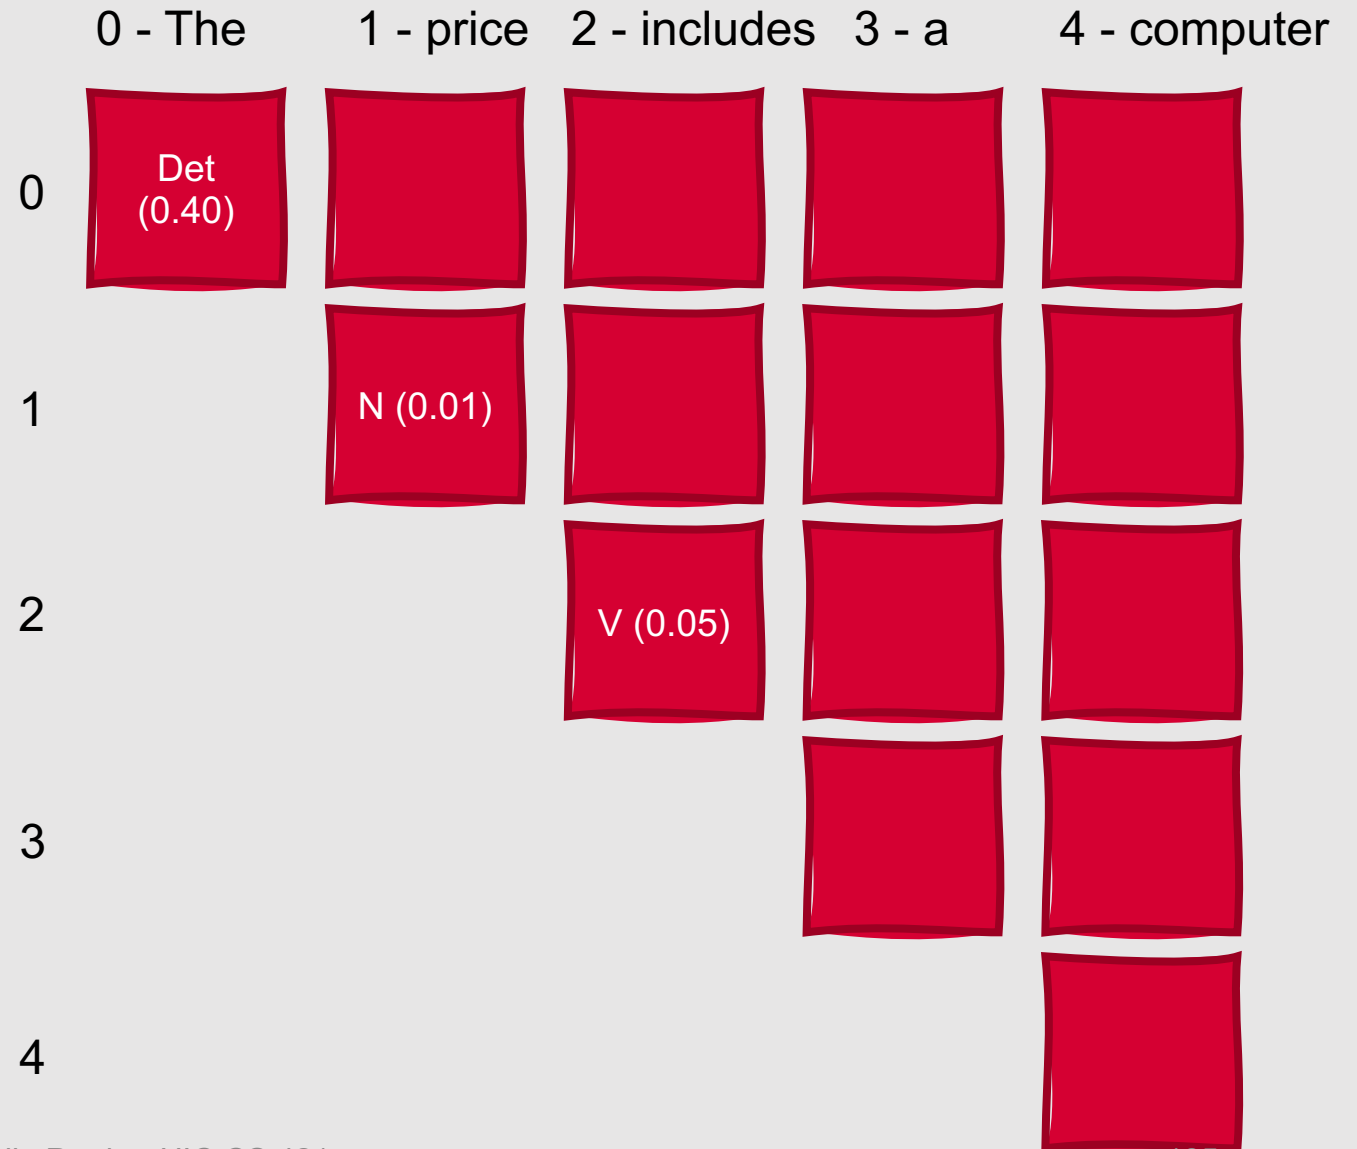 0 - The 1 - price 2 - includes 3 - a 4 - computer
0
Det
(0.40)
1
N (0.01)
2
V (0.05)
3
4